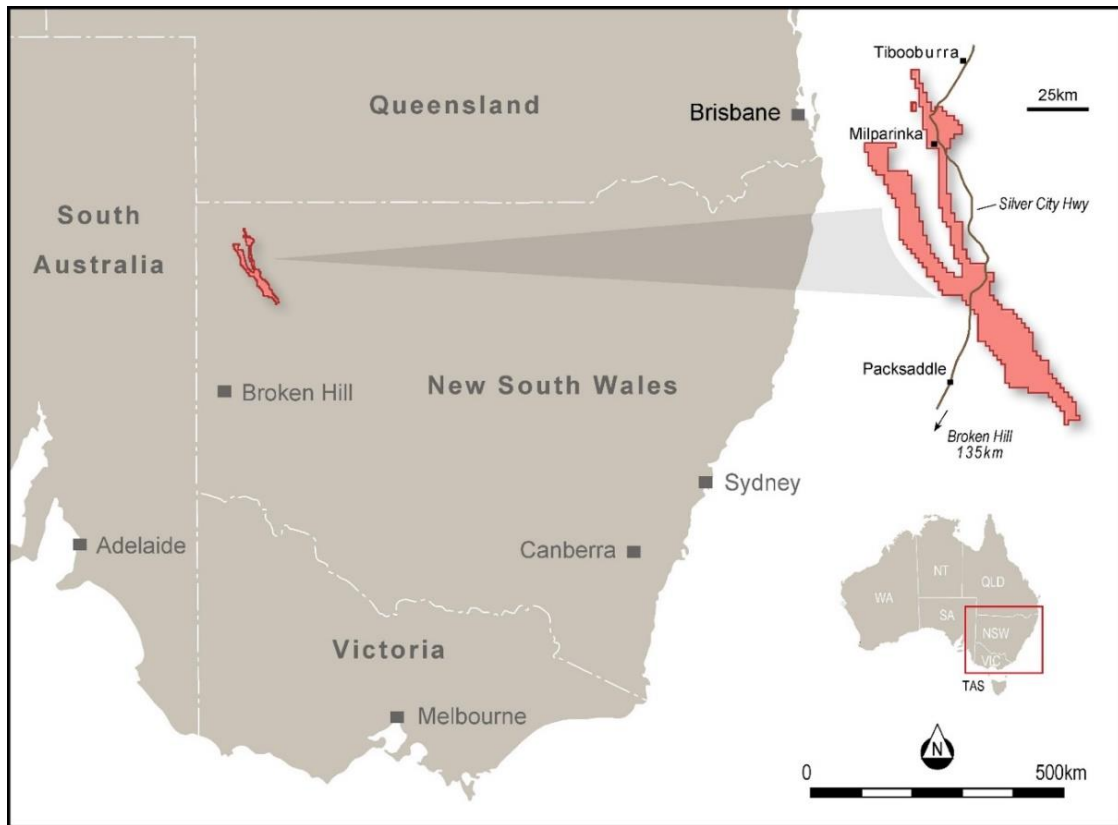 Queensland
Brisbane
South
Australia
Broken Hill
New South Wales
Sydney
Adelaide
Canberra
Victoria
Melbourne
Tibooburra
25km
Milparinka
Silver City Hwy
Packsaddle
Broken Hill
135km
WA
NT
QLD
SA
NSW
VIC
TAS
N
0
500km